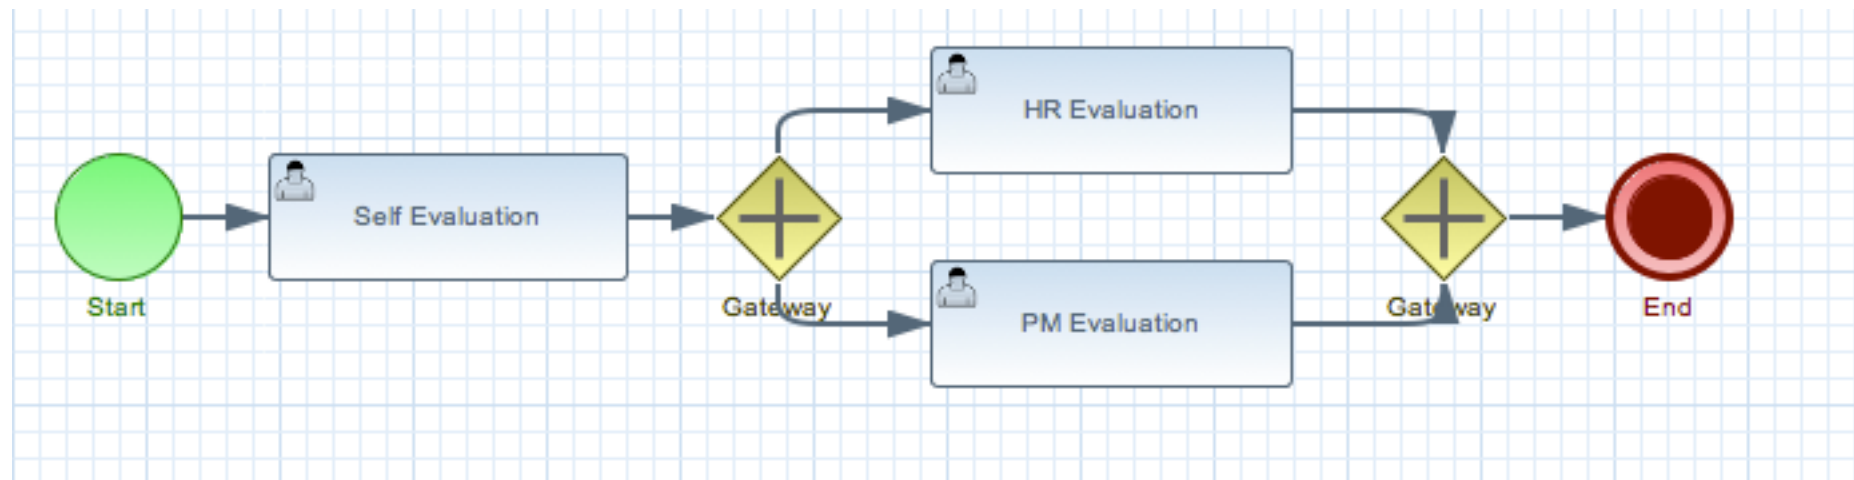 HR Evaluation
Self Evaluation
Start
Gateway
PM Evaluation
Gateway
End